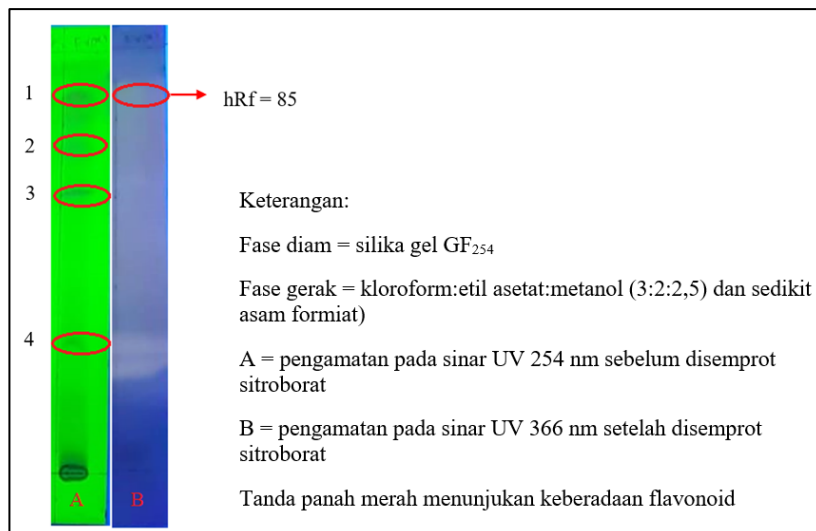 1
hRf = 85
2
3
Keterangan:
Fase diam = silika gel GF254
Fase gerak = kloroform:etil asetat:metanol (3:2:2,5) dan sedikit
asam formiat)
4
A = pengamatan pada sinar UV 254 nm sebelum disemprot
sitroborat
B = pengamatan pada sinar UV 366 nm setelah disemprot
sitroborat
A B
Tanda panah merah menunjukan keberadaan flavonoid